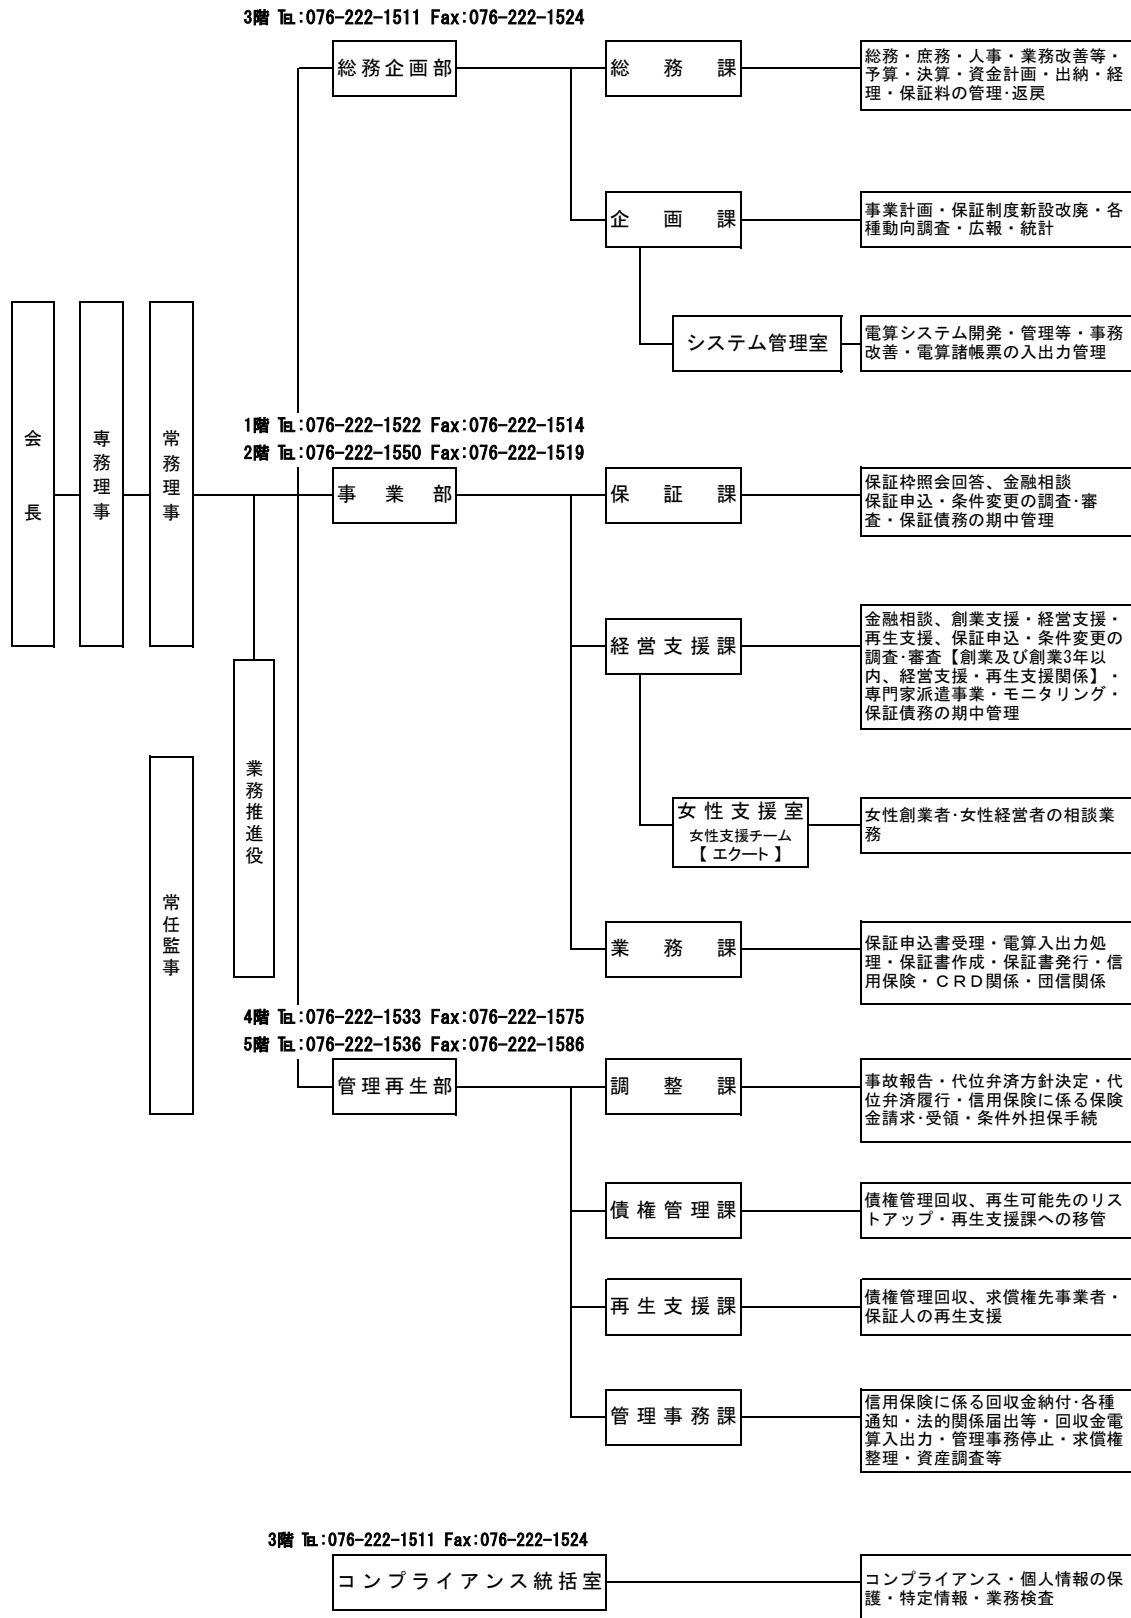 3階 ℡:076-222-1511 Fax:076-222-1524
総務企画部
総務課
総務・庶務・人事・業務改善等・
予算・決算・資金計画・出納・経
理・保証料の管理・返戻
企画課
事業計画・保証制度新設改廃・各
種動向調査・広報・統計
システム管理室
電算システム開発・管理等・事務
改善・電算諸帳票の入出力管理
会長
専務理事
常務理事
1階 ℡:076-222-1522 Fax:076-222-1514
2階 ℡:076-222-1550 Fax:076-222-1519
事業部
保証課
保証枠照会回答、金融相談
保証申込・条件変更の調査・審
査・保証債務の期中管理
経営支援課
金融相談、創業支援・経営支援・
再生支援、保証申込・条件変更の
調査・審査【創業及び創業3年以
内、経営支援・再生支援関係】・
専門家派遣事業・モニタリング・
保証債務の期中管理
業務推進役
女性支援室
女性支援チーム
【 エクート 】
女性創業者・女性経営者の相談業
務
常任監事
業務課
保証申込書受理・電算入出力処
理・保証書作成・保証書発行・信
用保険・ＣＲＤ関係・団信関係
4階 ℡:076-222-1533 Fax:076-222-1575
5階 ℡:076-222-1536 Fax:076-222-1586
管理再生部
調整課
事故報告・代位弁済方針決定・代
位弁済履行・信用保険に係る保険
金請求・受領・条件外担保手続
債権管理課
債権管理回収、再生可能先のリス
トアップ・再生支援課への移管
再生支援課
債権管理回収、求償権先事業者・
保証人の再生支援
管理事務課
信用保険に係る回収金納付・各種
通知・法的関係届出等・回収金電
算入出力・管理事務停止・求償権
整理・資産調査等
3階 ℡:076-222-1511 Fax:076-222-1524
コンプライアンス統括室
コンプライアンス・個人情報の保
護・特定情報・業務検査